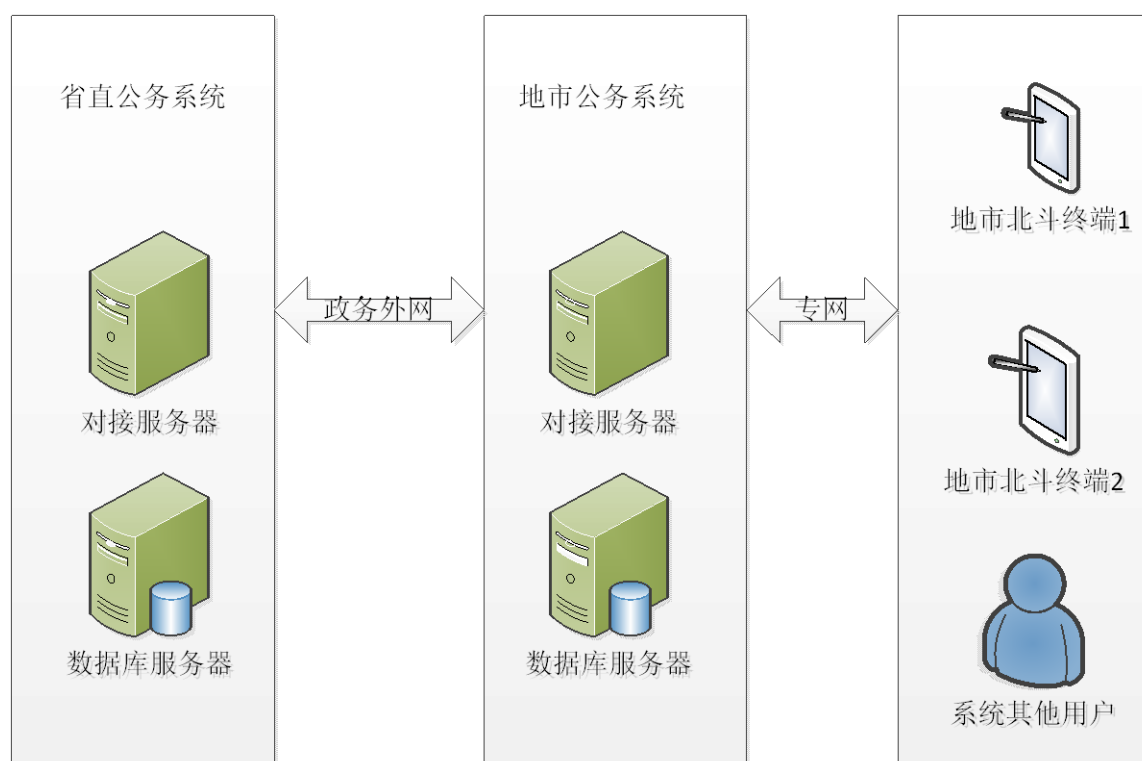 省直公务系统
对接服务器
数据库服务器
政务外网
地市公务系统
对接服务器
数据库服务器
专网
地市北斗终端1
地市北斗终端2
系统其他用户